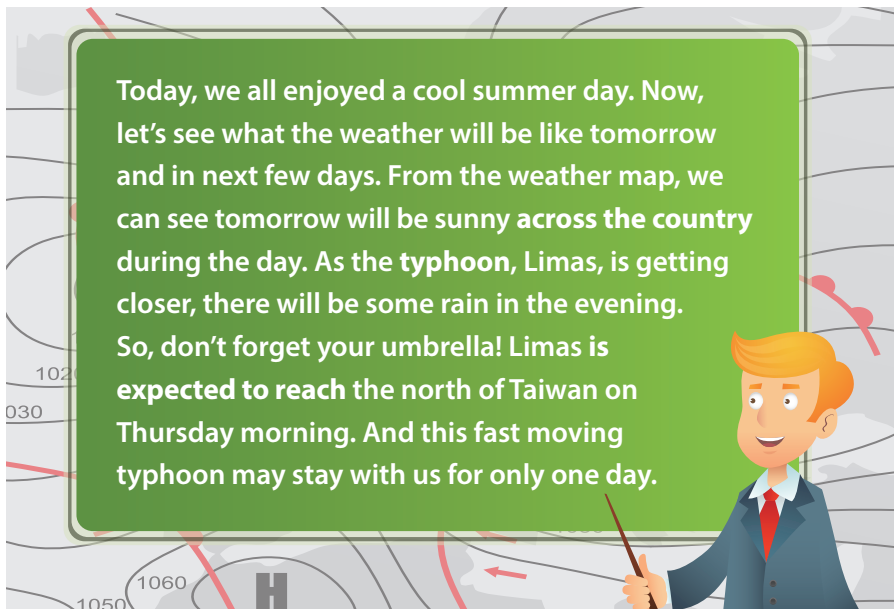 Today, we all enjoyed a cool summer day. Now,
let’s see what the weather will be like tomorrow
and in next few days. From the weather map, we
can see tomorrow will be sunny across the country
during the day. As the typhoon, Limas, is getting
closer, there will be some rain in the evening.
So, don’t forget your umbrella! Limas is
expected to reach the north of Taiwan on
Thursday morning. And this fast moving
typhoon may stay with us for only one day.
1060
1050
H